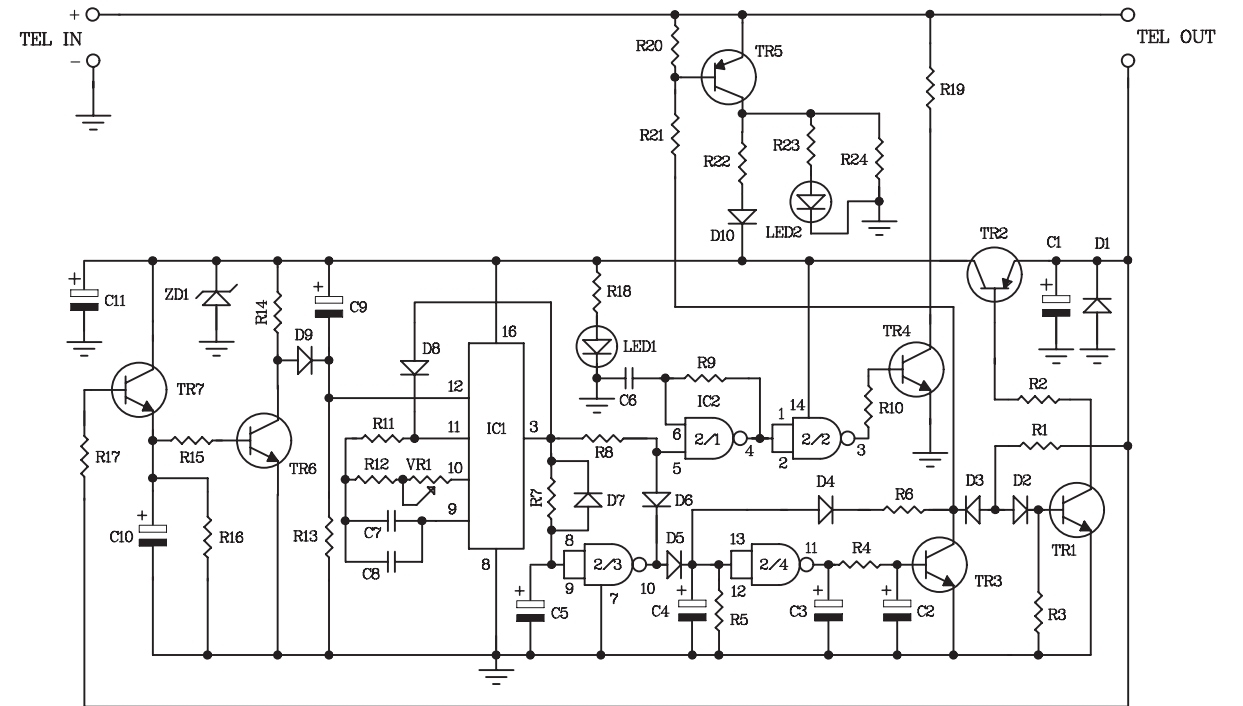 +
TEL IN
-
TEL OUT
R20
TR5
R19
R21
R22
R23
R24
D10
LED2
TR2
C1
D1
+
C11
ZD1
R14
+
C9
D9
R18
+
16
LED1
TR4
D8
R9
TR7
12
C6
IC2
R2
R10
R11
11
IC1
3
6
2/1
4
1
14
2/2
3
R1
R15
TR6
R8
5
2
R17
R12
VR1
10
R7
D7
D6
D4
R6
D3
D2
9
+
C10
R16
R13
C7
C8
8
8
2/3
9
10
7
D5
13
2/4
11
12
R4
TR3
TR1
+
C5
+
C4
R5
+
C3
+
C2
R3